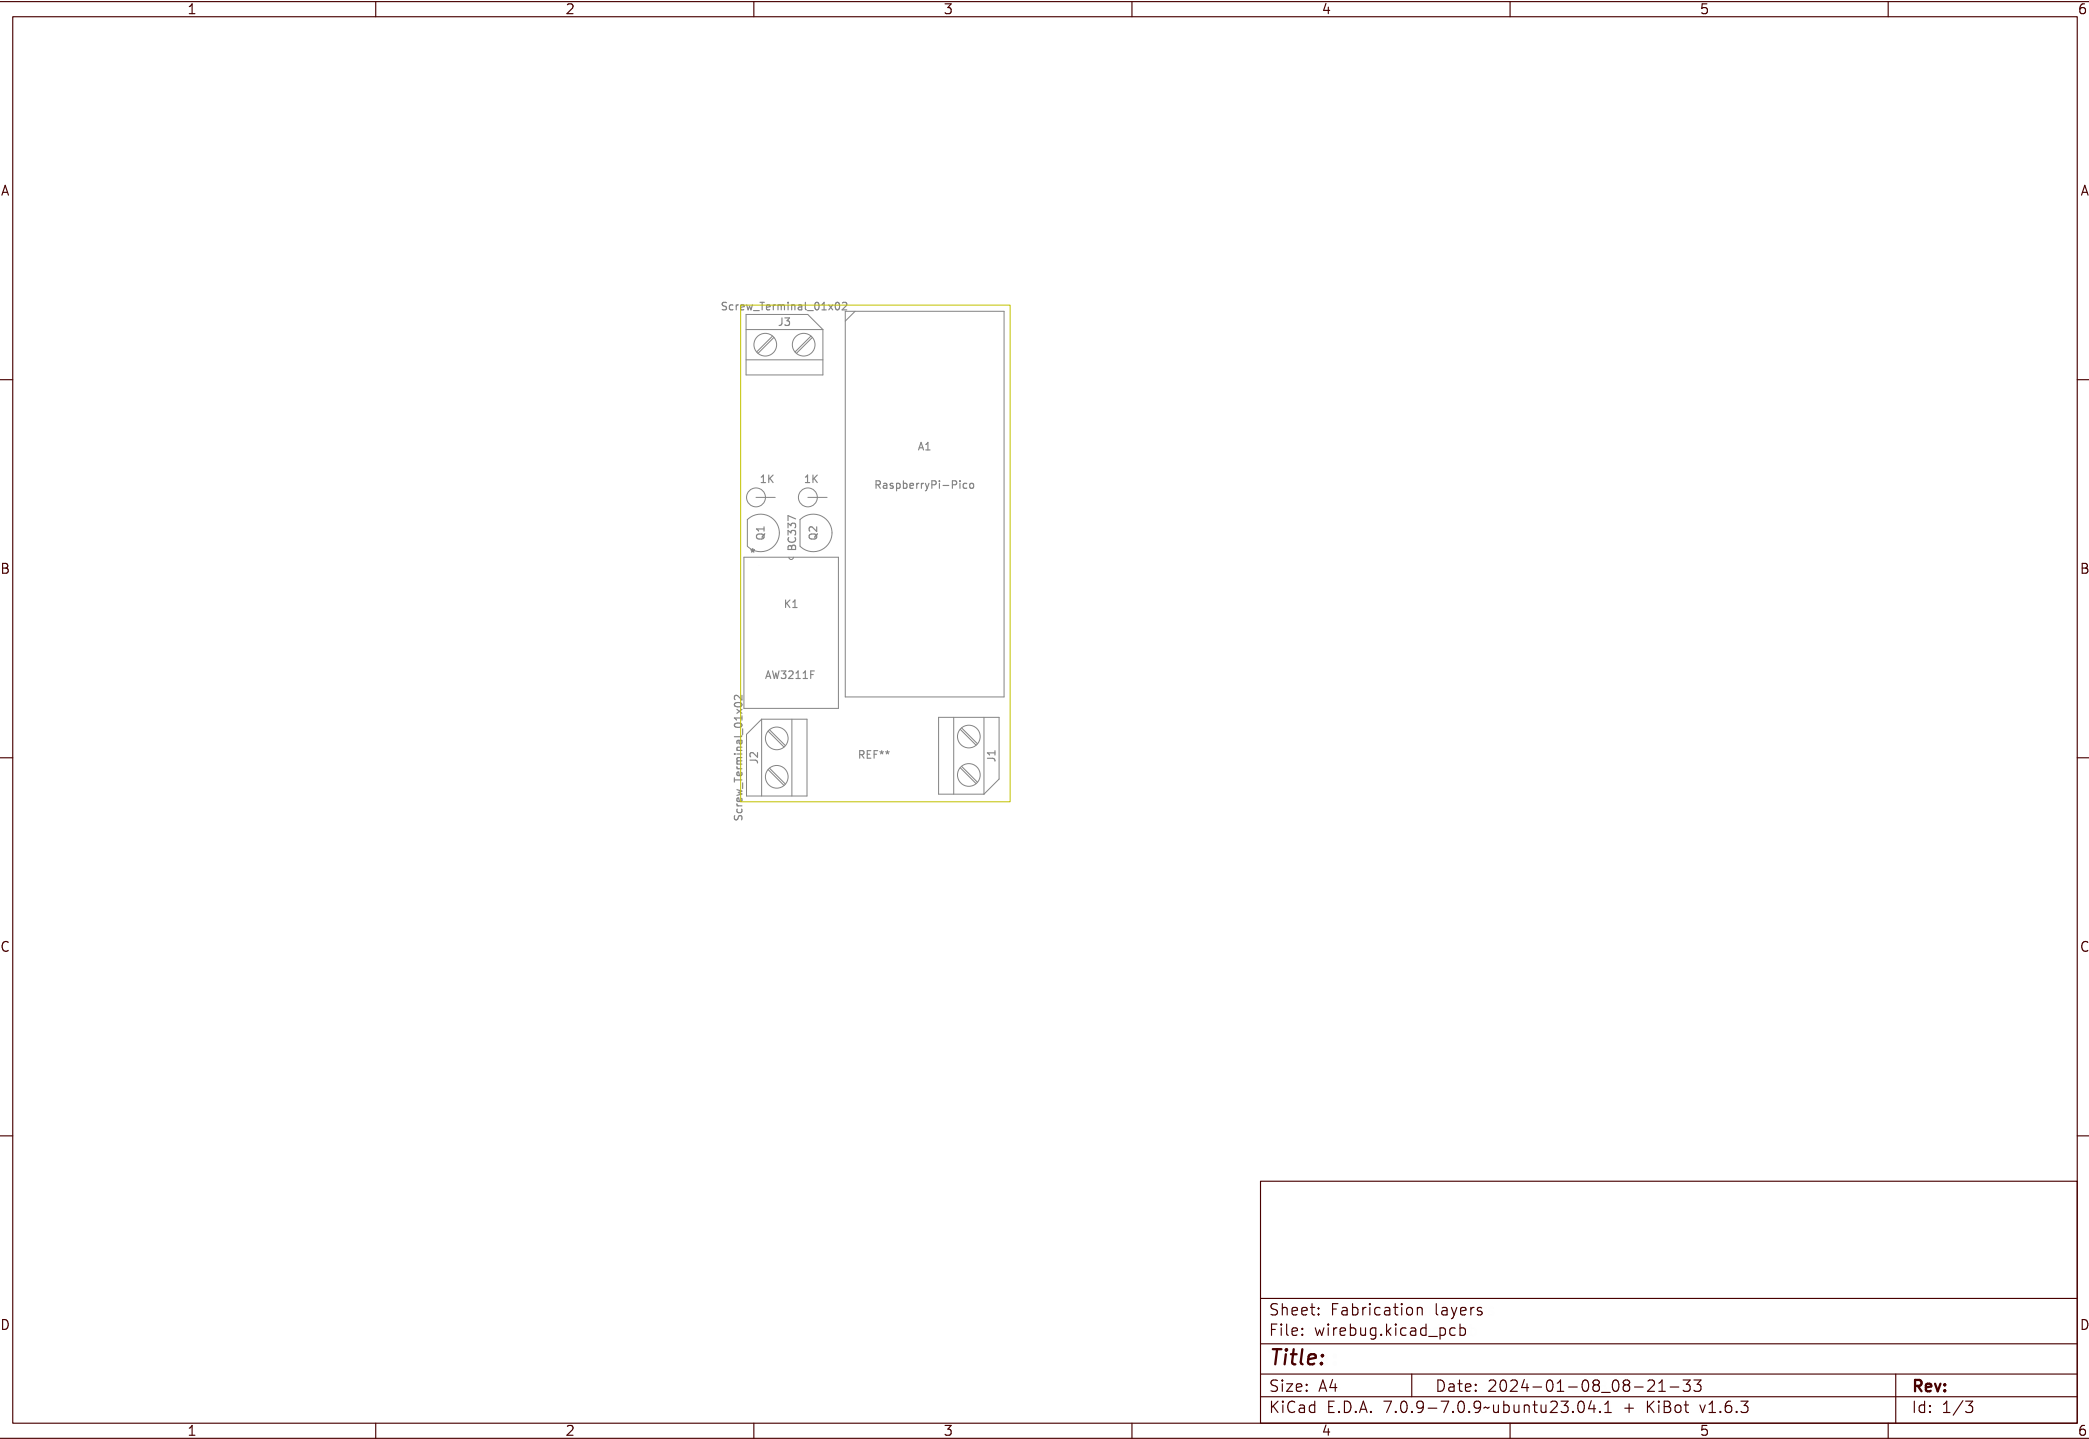 1 2 3 4 5 6
A A
Screw_Terminal_01x02
J3
A1
1K 1K
RaspberryPi-Pico
Q1 BC337 Q2
*
B B
K1
AW3211F
Screw_Terminal_01x02
J2
REF**
J1
C C
Sheet: Fabrication layers
D D
File: wirebug.kicad_pcb
Title:
Size: A4 Date: 2024-01-08_08-21-33 Rev:
KiCad E.D.A. 7.0.9-7.0.9~ubuntu23.04.1 + KiBot v1.6.3 Id: 1/3
1 2 3 4 5 6